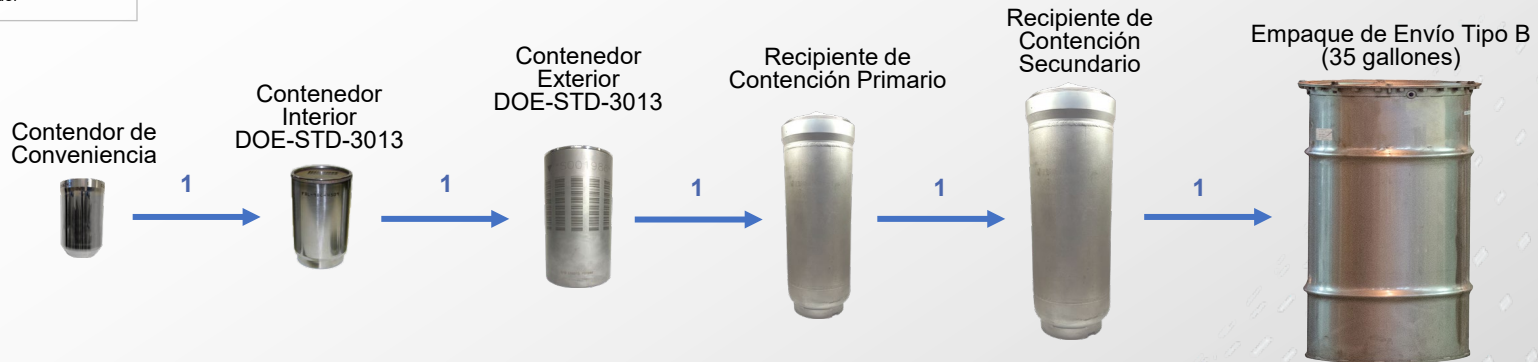 Contendor de
Conveniencia
1
Contenedor
Interior
DOE-STD-3013
1
Contenedor
Exterior
DOE-STD-3013
1
Recipiente de
Contención Primario
1
Recipiente de
Contención
Secundario
1
Empaque de Envío Tipo B
(35 gallones)